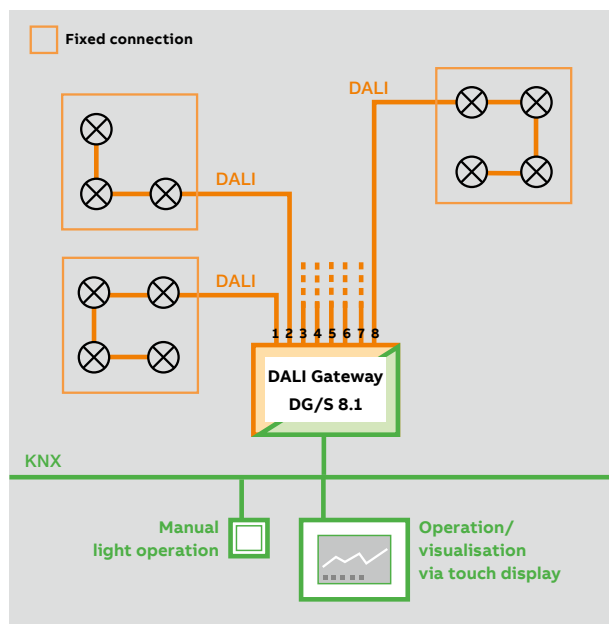 Fixed connection
DALI
DALI
DALI
1 2 3 4 5 6 7 8
DALI Gateway
DG/S 8.1
KNX
Manual
light operation
Operation/
visualisation
via touch display